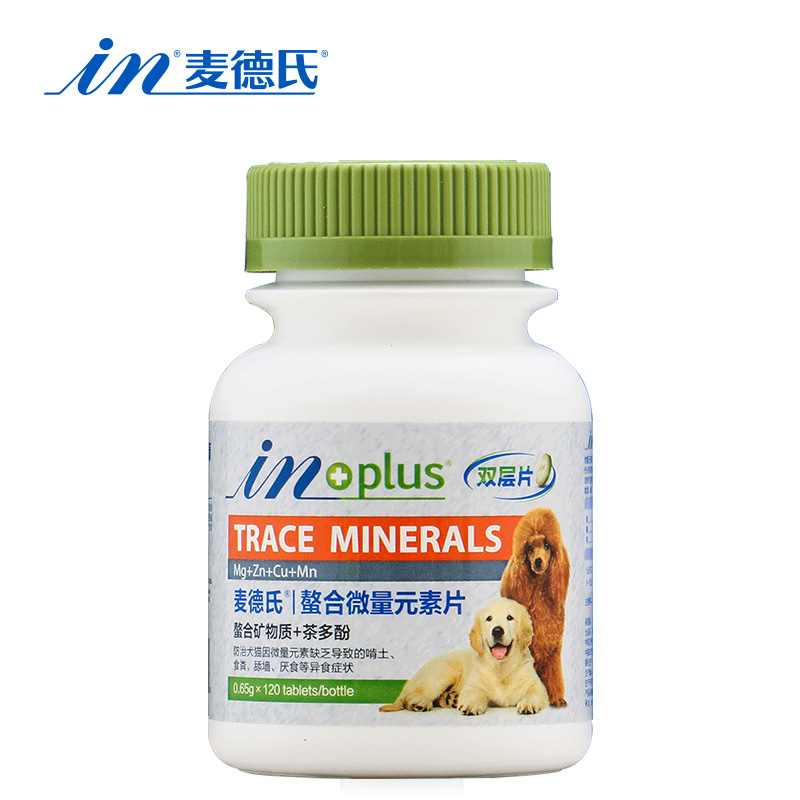 in® 麦德氏®
in+plus® 双层片
TRACE MINERALS
Mg+Zn+Cu+Mn
麦德氏®|螯合微量元素片
螯合矿物质+茶多酚
防治犬猫因微量元素缺乏导致的啃土、
食粪、舔墙、厌食等异食症状
0.65g×120 tablets/bottle